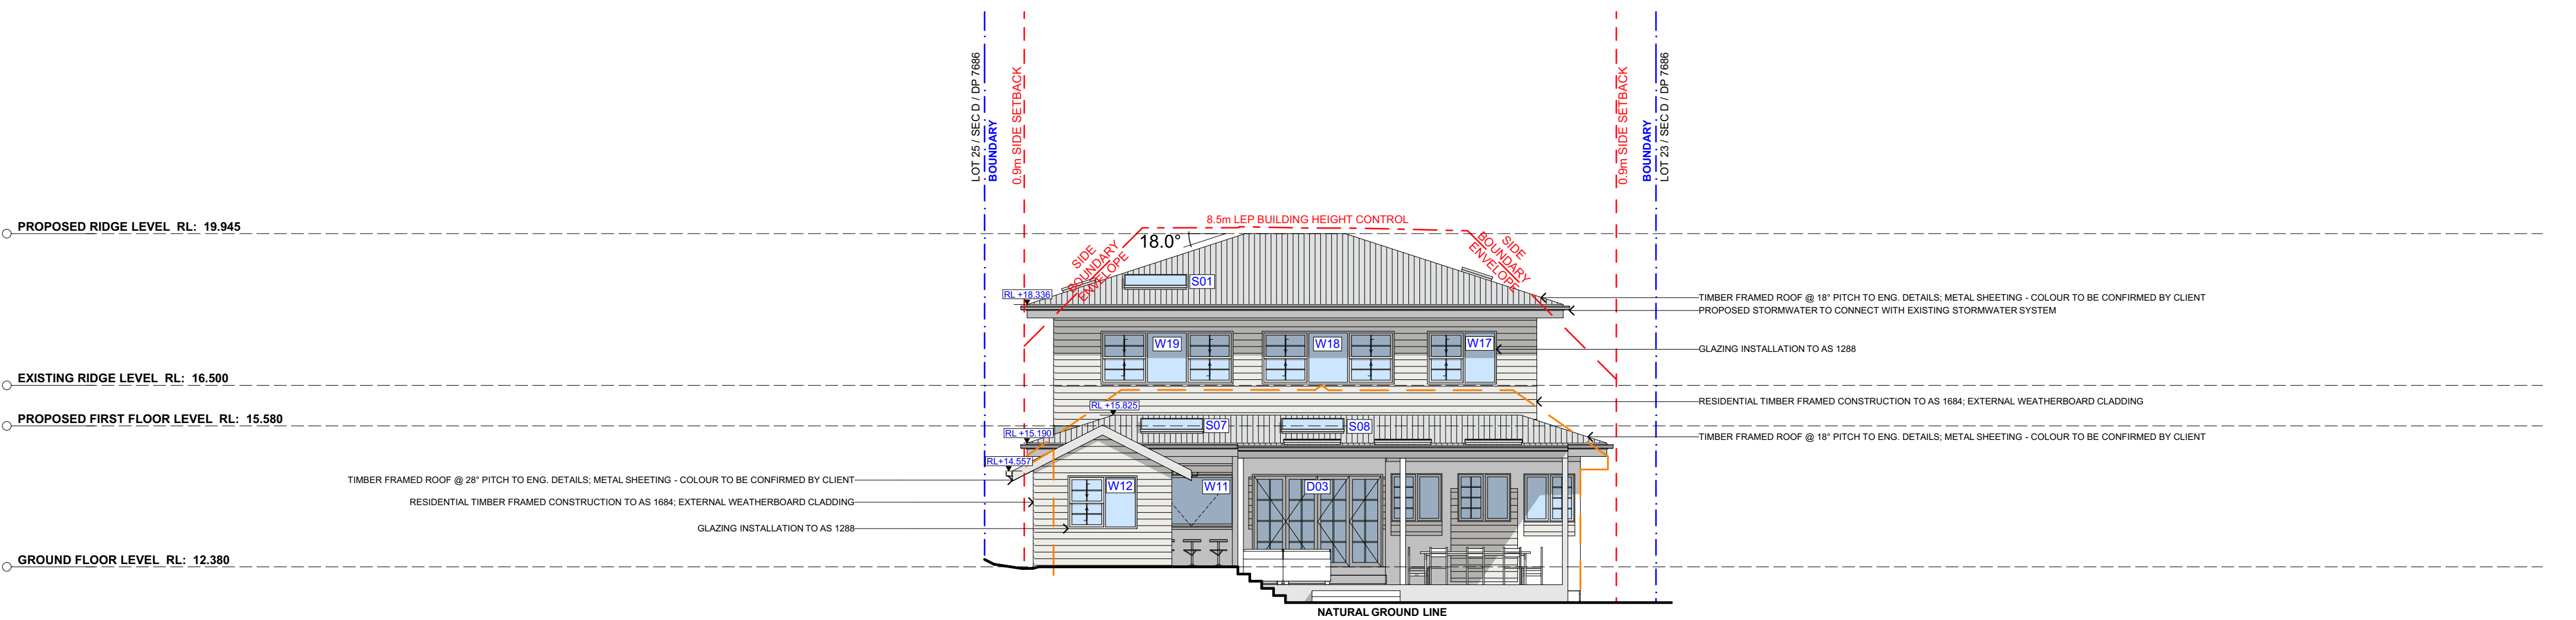 LOT 25 / SEC D / DP 7686
BOUNDARY
0.9m SIDE SETBACK
0.9m SIDE SETBACK
BOUNDARY
LOT 23 / SEC D / DP 7686
PROPOSED RIDGE LEVEL RL: 19.945
8.5m LEP BUILDING HEIGHT CONTROL
18.0°
SIDE
BOUNDARY
ENVELOPE
SIDE
BOUNDARY
ENVELOPE
S01
RL +18.336
TIMBER FRAMED ROOF @ 18° PITCH TO ENG. DETAILS; METAL SHEETING - COLOUR TO BE CONFIRMED BY CLIENT
PROPOSED STORMWATER TO CONNECT WITH EXISTING STORMWATER SYSTEM
W19
W18
W17
GLAZING INSTALLATION TO AS 1288
EXISTING RIDGE LEVEL RL: 16.500
RL +15.825
RESIDENTIAL TIMBER FRAMED CONSTRUCTION TO AS 1684; EXTERNAL WEATHERBOARD CLADDING
PROPOSED FIRST FLOOR LEVEL RL: 15.580
S07
S08
RL +15.190
TIMBER FRAMED ROOF @ 18° PITCH TO ENG. DETAILS; METAL SHEETING - COLOUR TO BE CONFIRMED BY CLIENT
RL+14.557
TIMBER FRAMED ROOF @ 28° PITCH TO ENG. DETAILS; METAL SHEETING - COLOUR TO BE CONFIRMED BY CLIENT
W12
W11
D03
RESIDENTIAL TIMBER FRAMED CONSTRUCTION TO AS 1684; EXTERNAL WEATHERBOARD CLADDING
GLAZING INSTALLATION TO AS 1288
GROUND FLOOR LEVEL RL: 12.380
NATURAL GROUND LINE